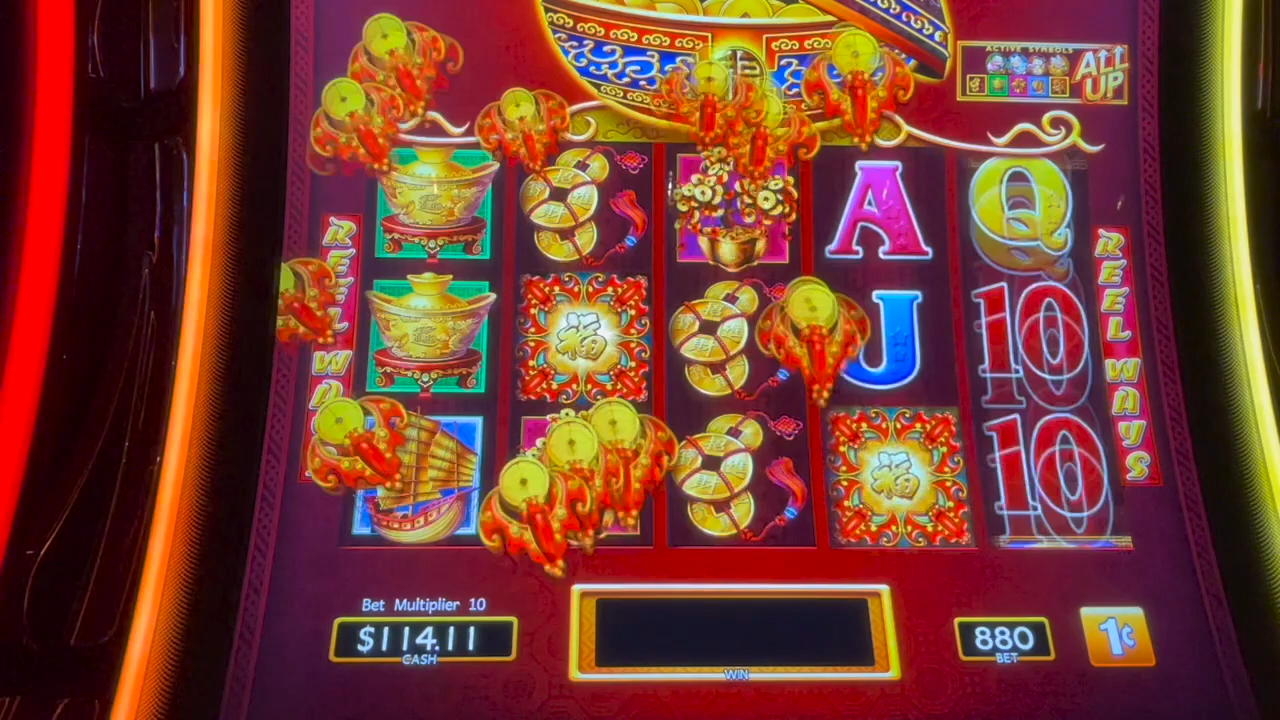 ACTIVE SYMBOLS
ALL
UP
A
Q
REEL WA
REEL WAYS
福
J
10
10
福
Bet Multiplier 10
$114.11
CASH
WIN
880
BET
1¢